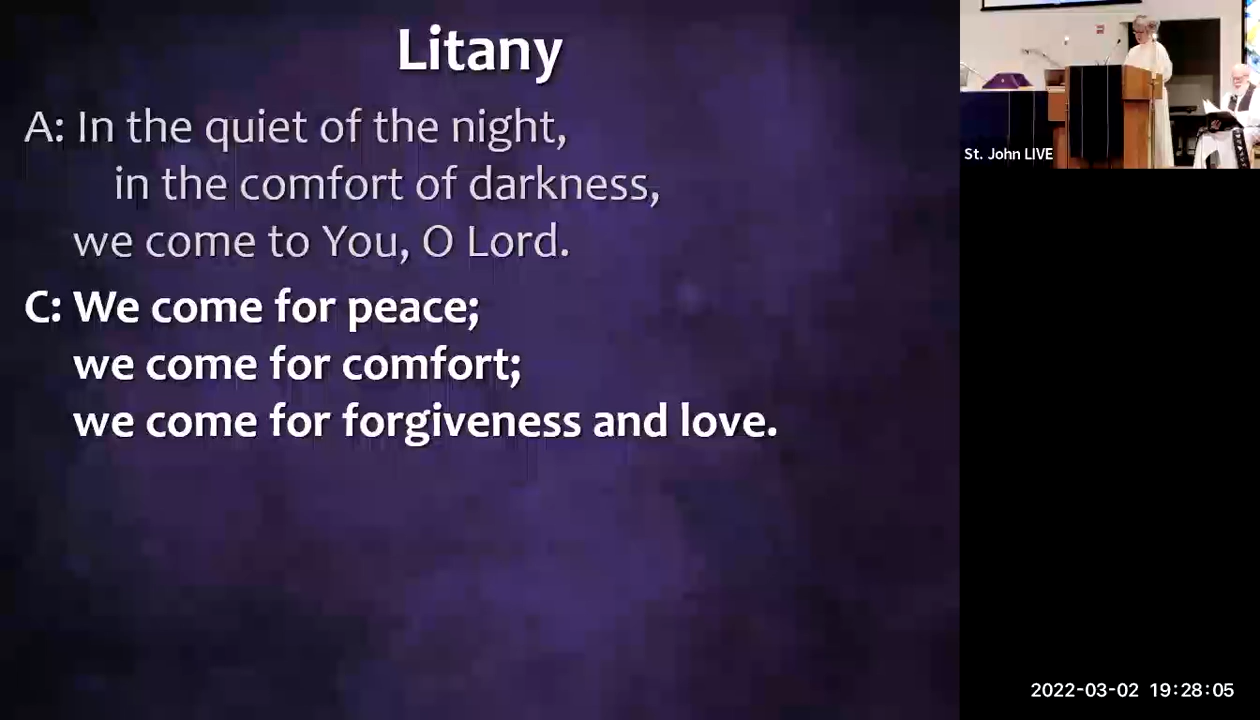 Litany
A: In the quiet of the night,
in the comfort of darkness,
we come to You, O Lord.
C: We come for peace;
we come for comfort;
we come for forgiveness and love.
St. John LIVE
2022-03-02 19:28:05